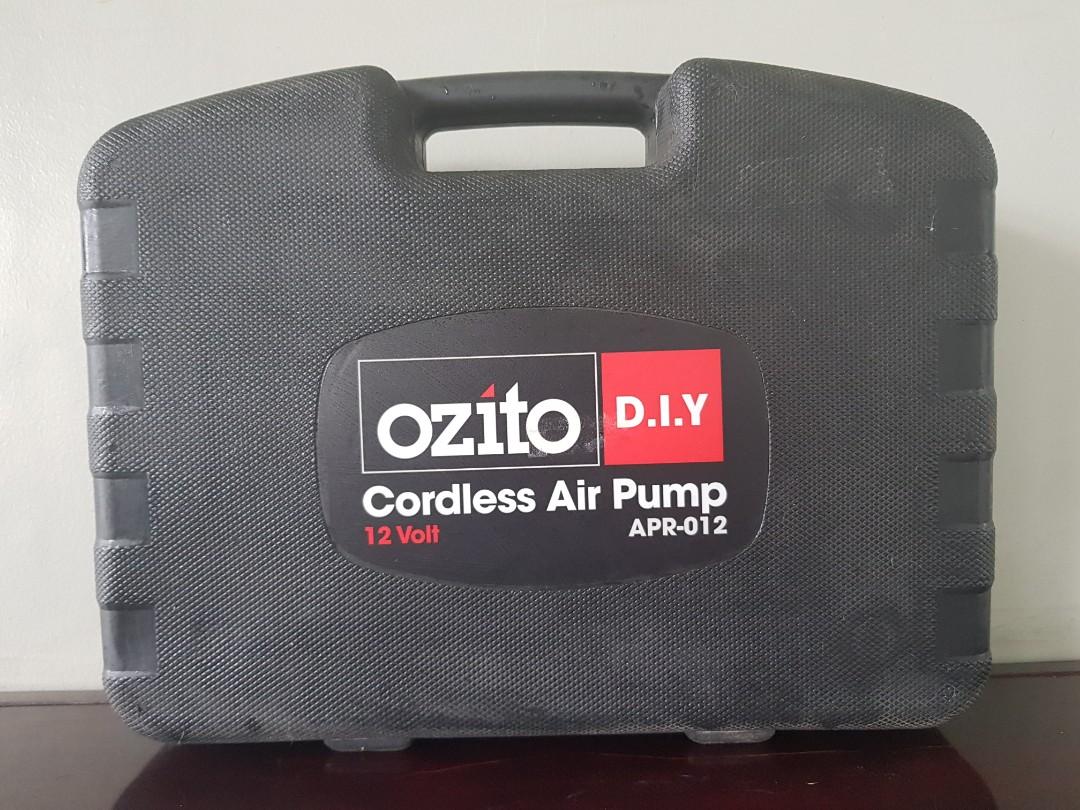 ozito D.I.Y
Cordless Air Pump
12 Volt APR-012